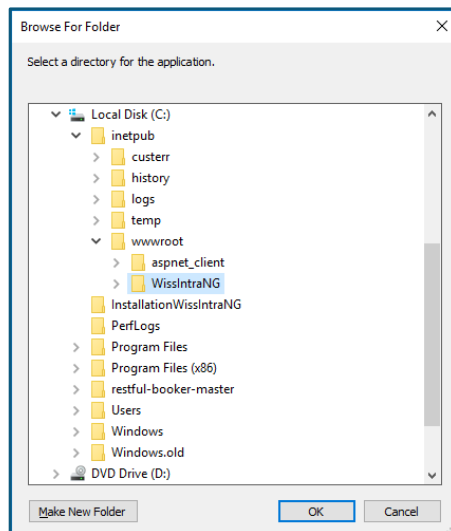 Browse For Folder
Select a directory for the application.
Local Disk (C:)
inetpub
custerr
history
logs
temp
wwwroot
aspnet_client
WissIntraNG
InstallationWissIntraNG
PerfLogs
Program Files
Program Files (x86)
restful-booker-master
Users
Windows
Windows.old
DVD Drive (D:)
Make New Folder OK Cancel